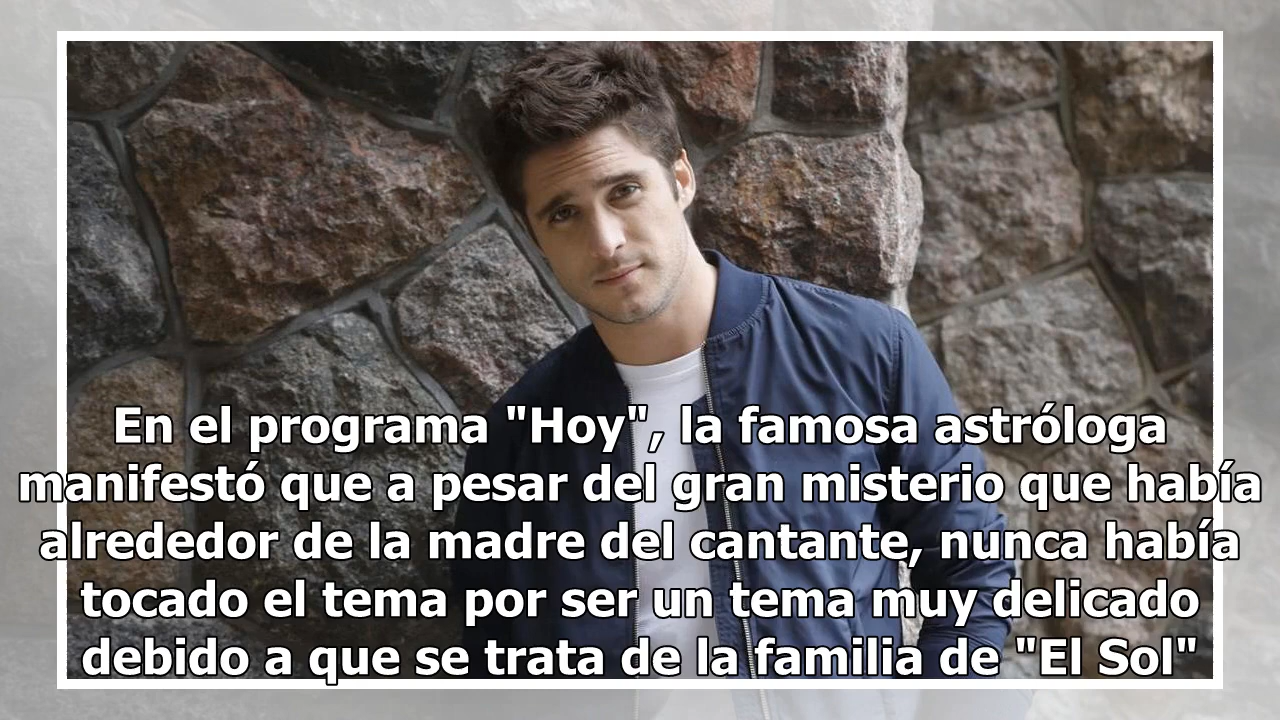 En el programa "Hoy", la famosa astróloga
manifestó que a pesar del gran misterio que había
alrededor de la madre del cantante, nunca había
tocado el tema por ser un tema muy delicado
debido a que se trata de la familia de "El Sol"